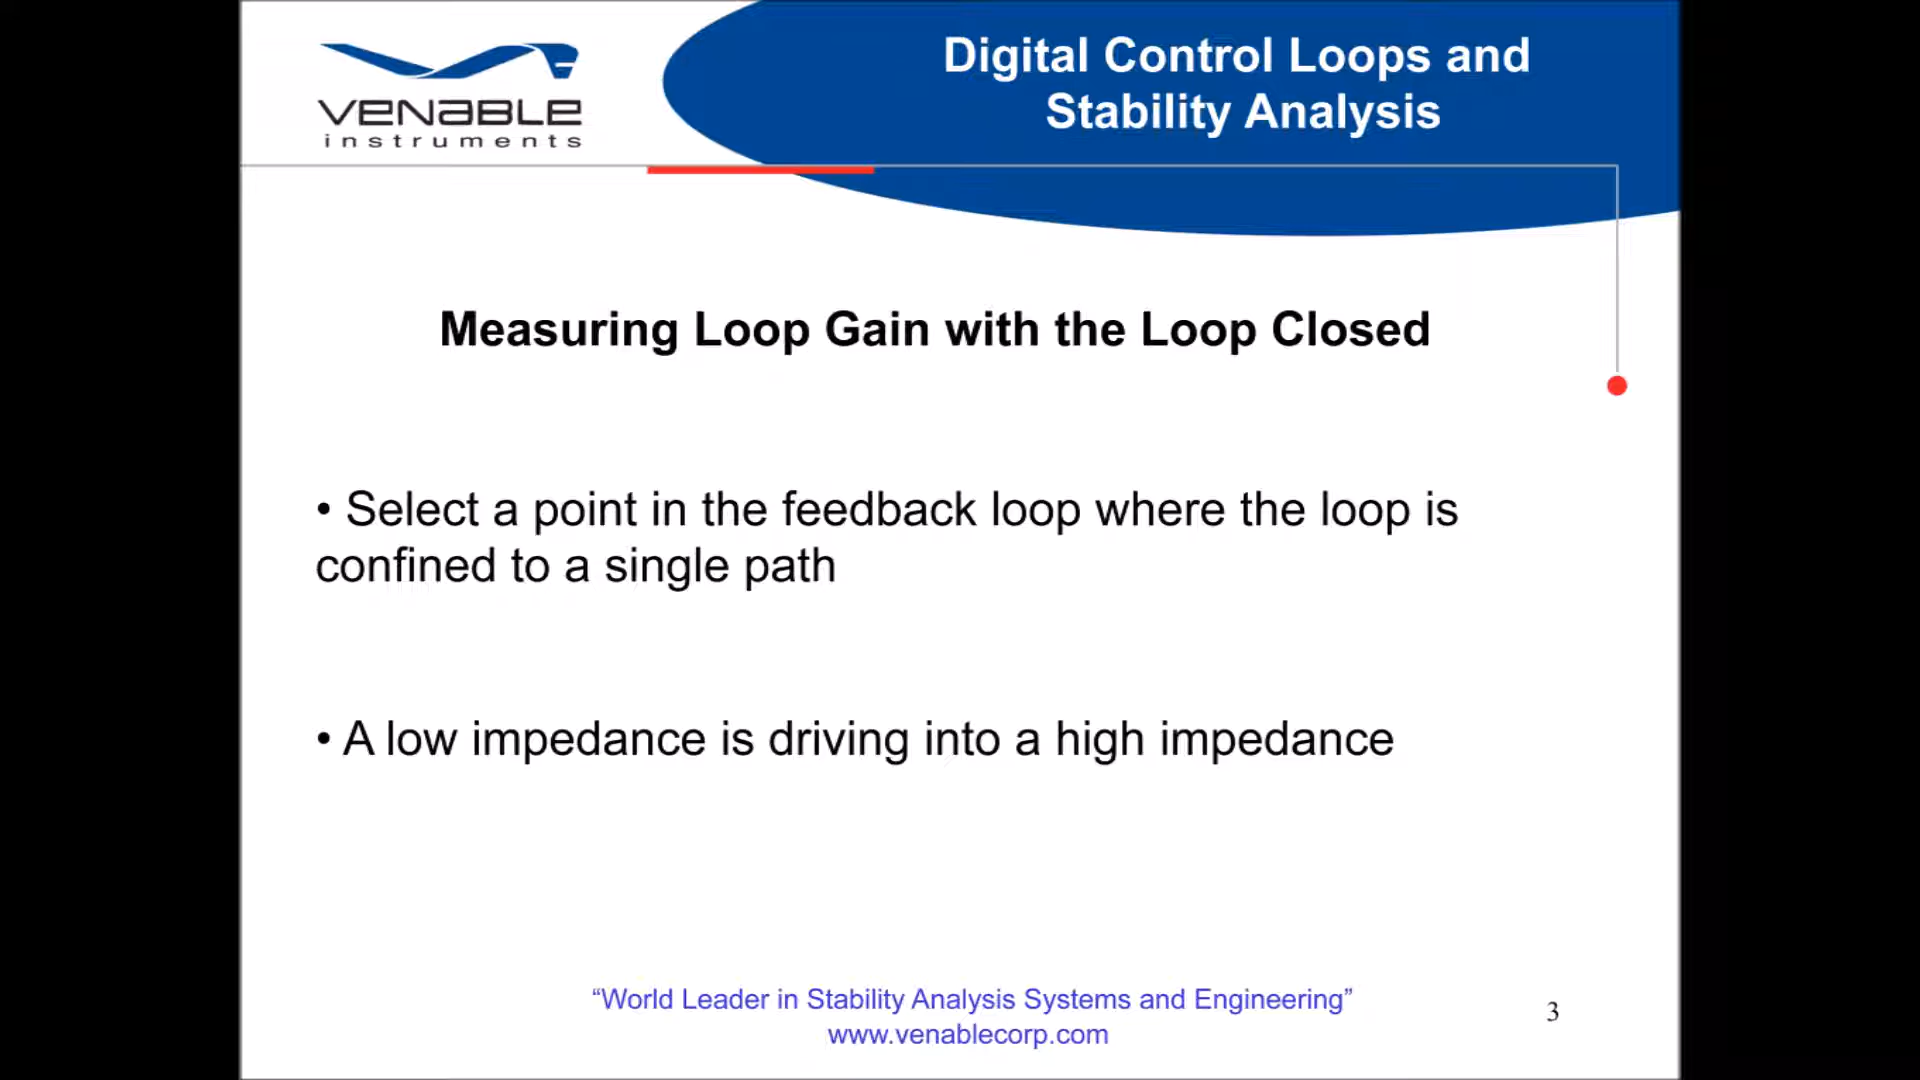 VENABLE
instruments
Digital Control Loops and
Stability Analysis
Measuring Loop Gain with the Loop Closed
• Select a point in the feedback loop where the loop is
confined to a single path
• A low impedance is driving into a high impedance
“World Leader in Stability Analysis Systems and Engineering”
www.venablecorp.com
3